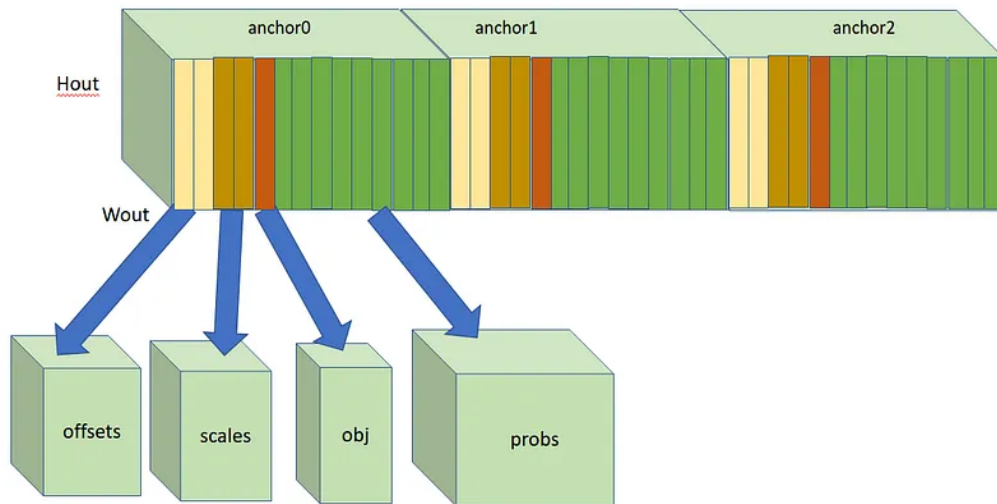 anchor0
anchor1
anchor2
Hout
Wout
offsets
scales
obj
probs